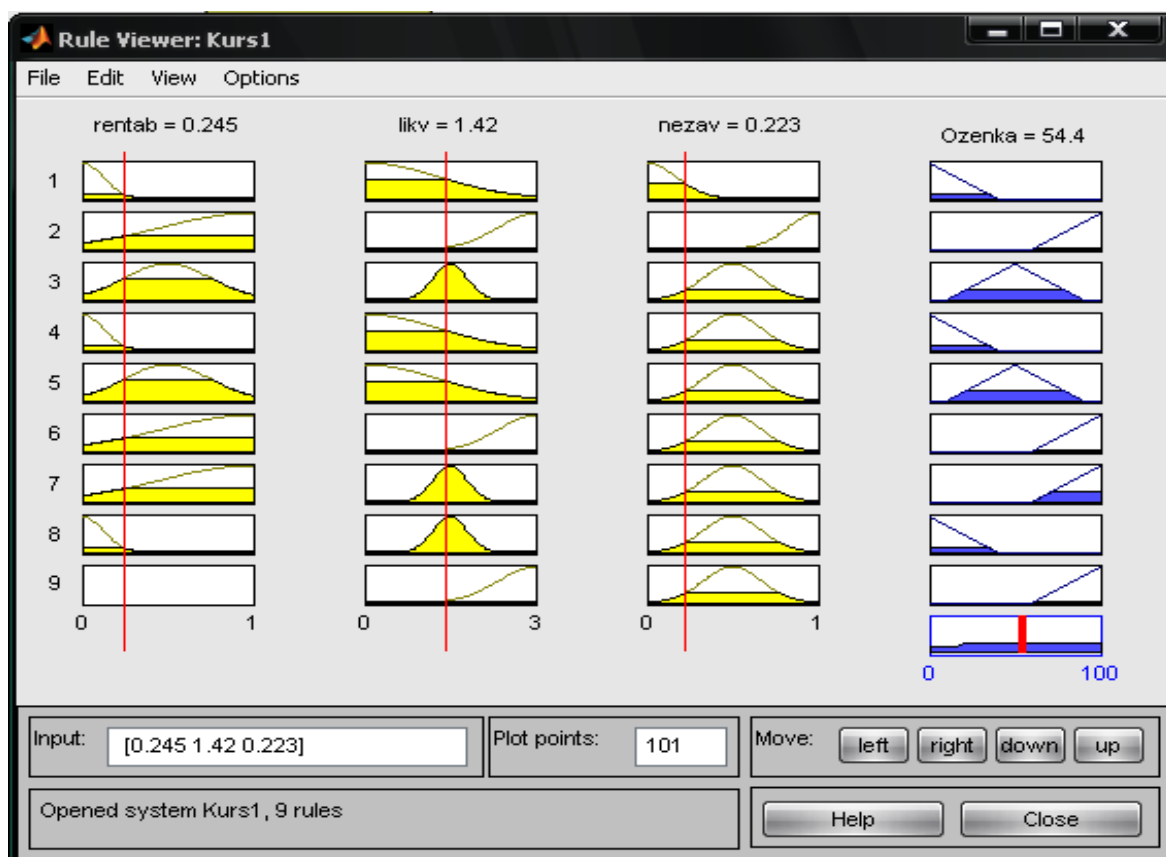 Rule Viewer: Kurs1
File Edit View Options
rentab = 0.245 likv = 1.42 nezav = 0.223 Ozenka = 54.4
1
2
3
4
5
6
7
8
9
0 1 0 3 0 1
0 100
Input: [0.245 1.42 0.223] Plot points: 101 Move: left right down up
Opened system Kurs1, 9 rules Help Close